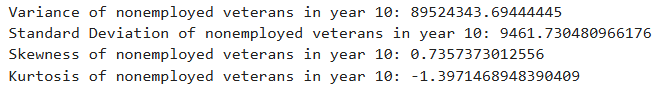 Variance of nonemployed veterans in year 10: 89524343.69444445
Standard Deviation of nonemployed veterans in year 10: 9461.730480966176
Skewness of nonemployed veterans in year 10: 0.7357373012556
Kurtosis of nonemployed veterans in year 10: -1.3971468948390409